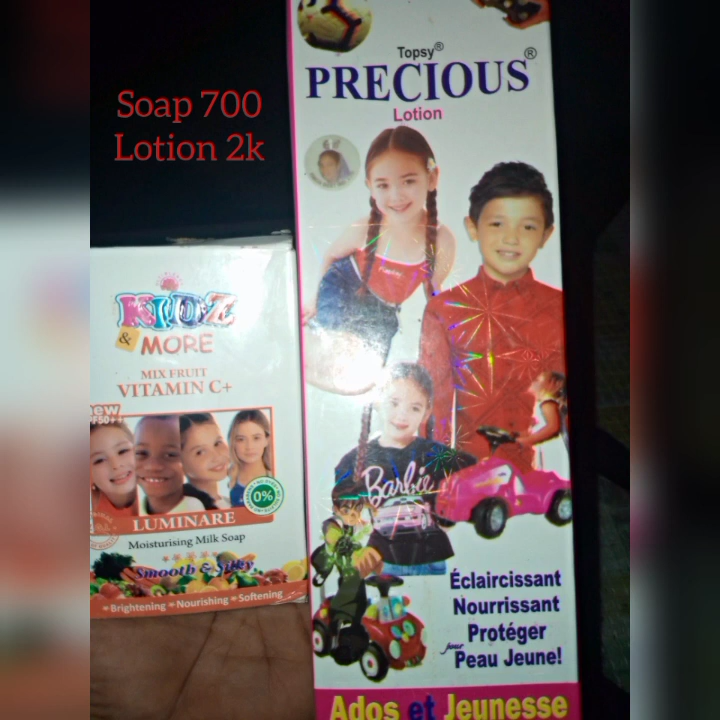 Soap 700
Lotion 2k
Topsy®
PRECIOUS®
Lotion
KIDZ
& MORE
MIX FRUIT
VITAMIN C+
new
0%
LUMINARE
Moisturising Milk Soap
Smooth & Silky
*Brightening *Nourishing *Softening
Barbie
Éclaircissant
Nourrissant
Protéger
pour
Peau Jeune!
Ados et Jeunesse